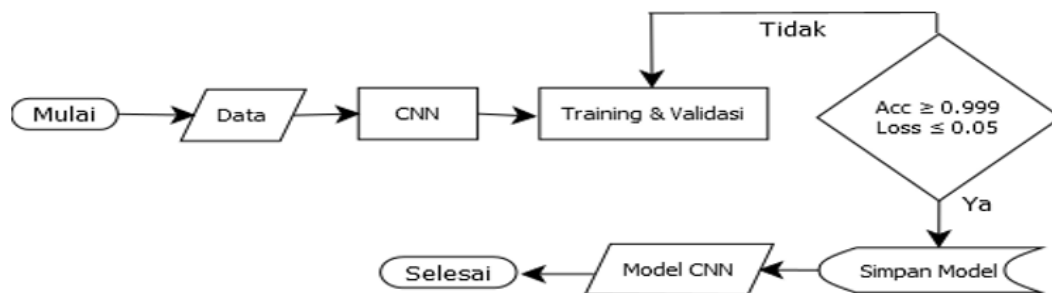 Mulai
Data
CNN
Training & Validasi
Tidak
Acc ≥ 0.999
Loss ≤ 0.05
Ya
Simpan Model
Model CNN
Selesai